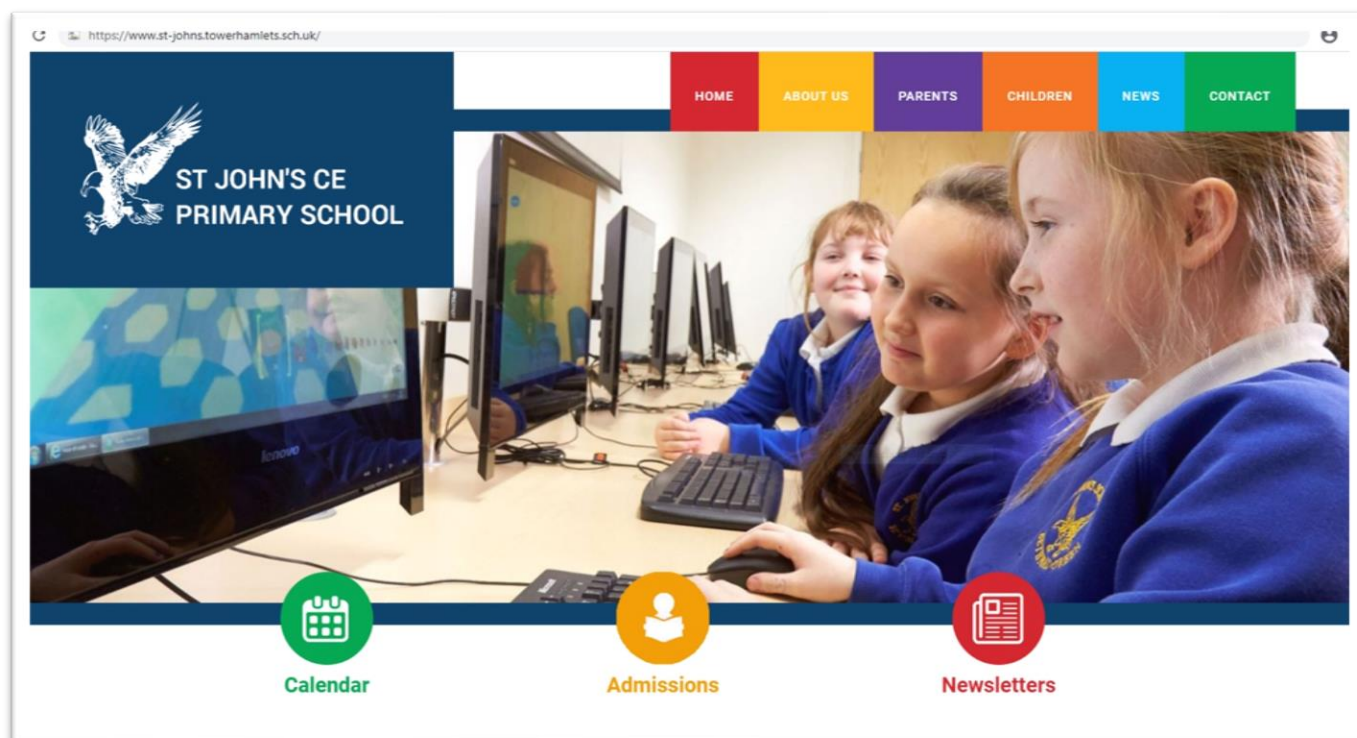 https://www.st-johns.towerhamlets.sch.uk/
HOME ABOUT US PARENTS CHILDREN NEWS CONTACT
ST JOHN'S CE
PRIMARY SCHOOL
lenovo
Calendar Admissions Newsletters